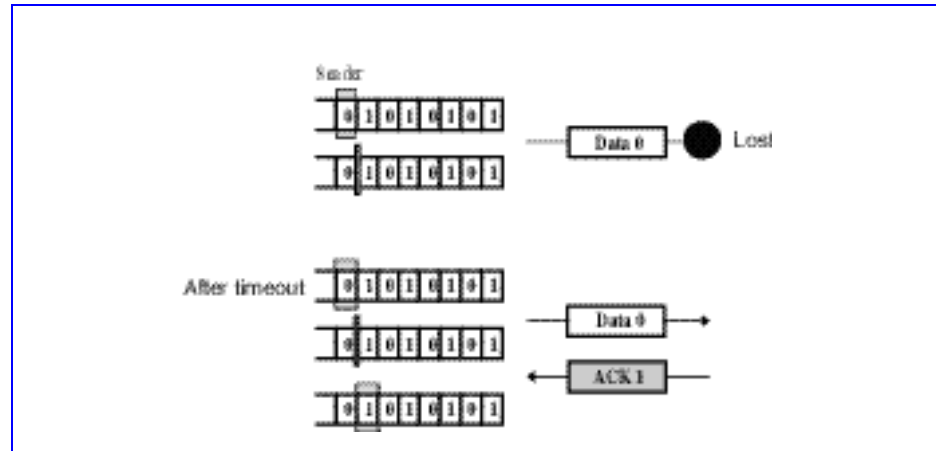 Sender
0 1 0 1 0 1 0 1
Data 0 Lost
0 1 0 1 0 1 0 1
After timeout 0 1 0 1 0 1 0 1
Data 0
0 1 0 1 0 1 0 1
ACK 1
0 1 0 1 0 1 0 1